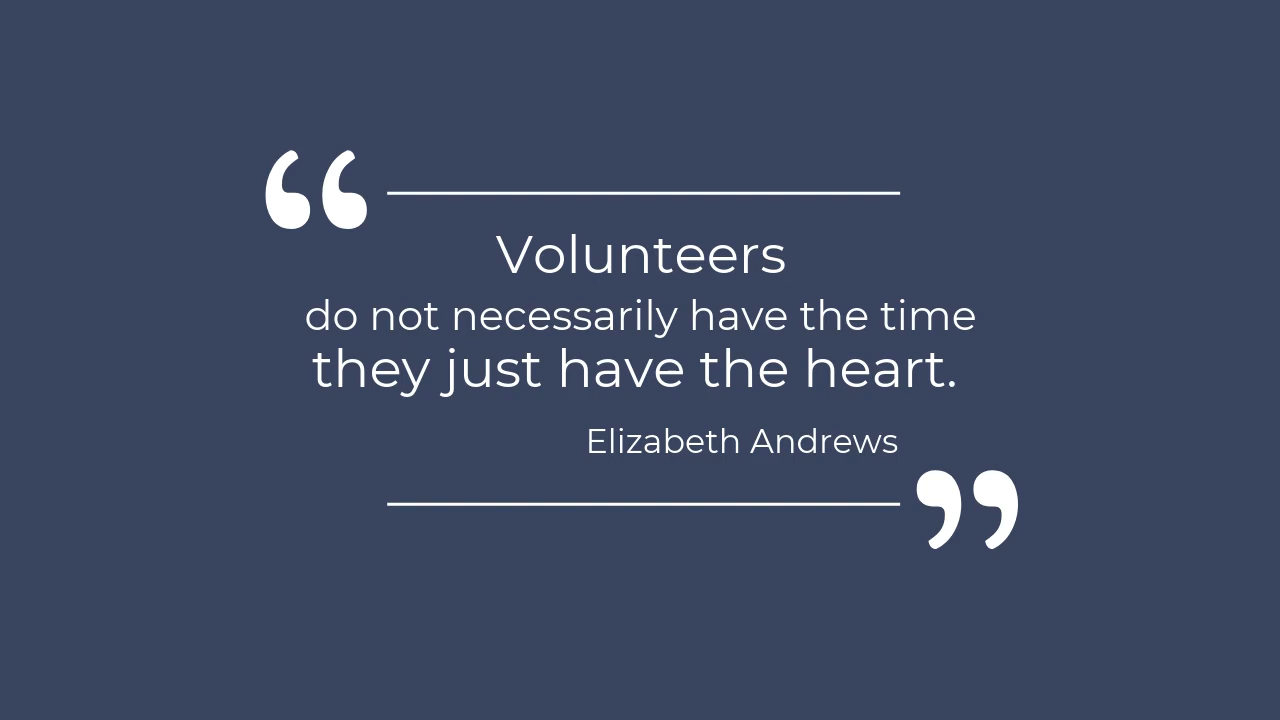 “
Volunteers
do not necessarily have the time
they just have the heart.
Elizabeth Andrews
”